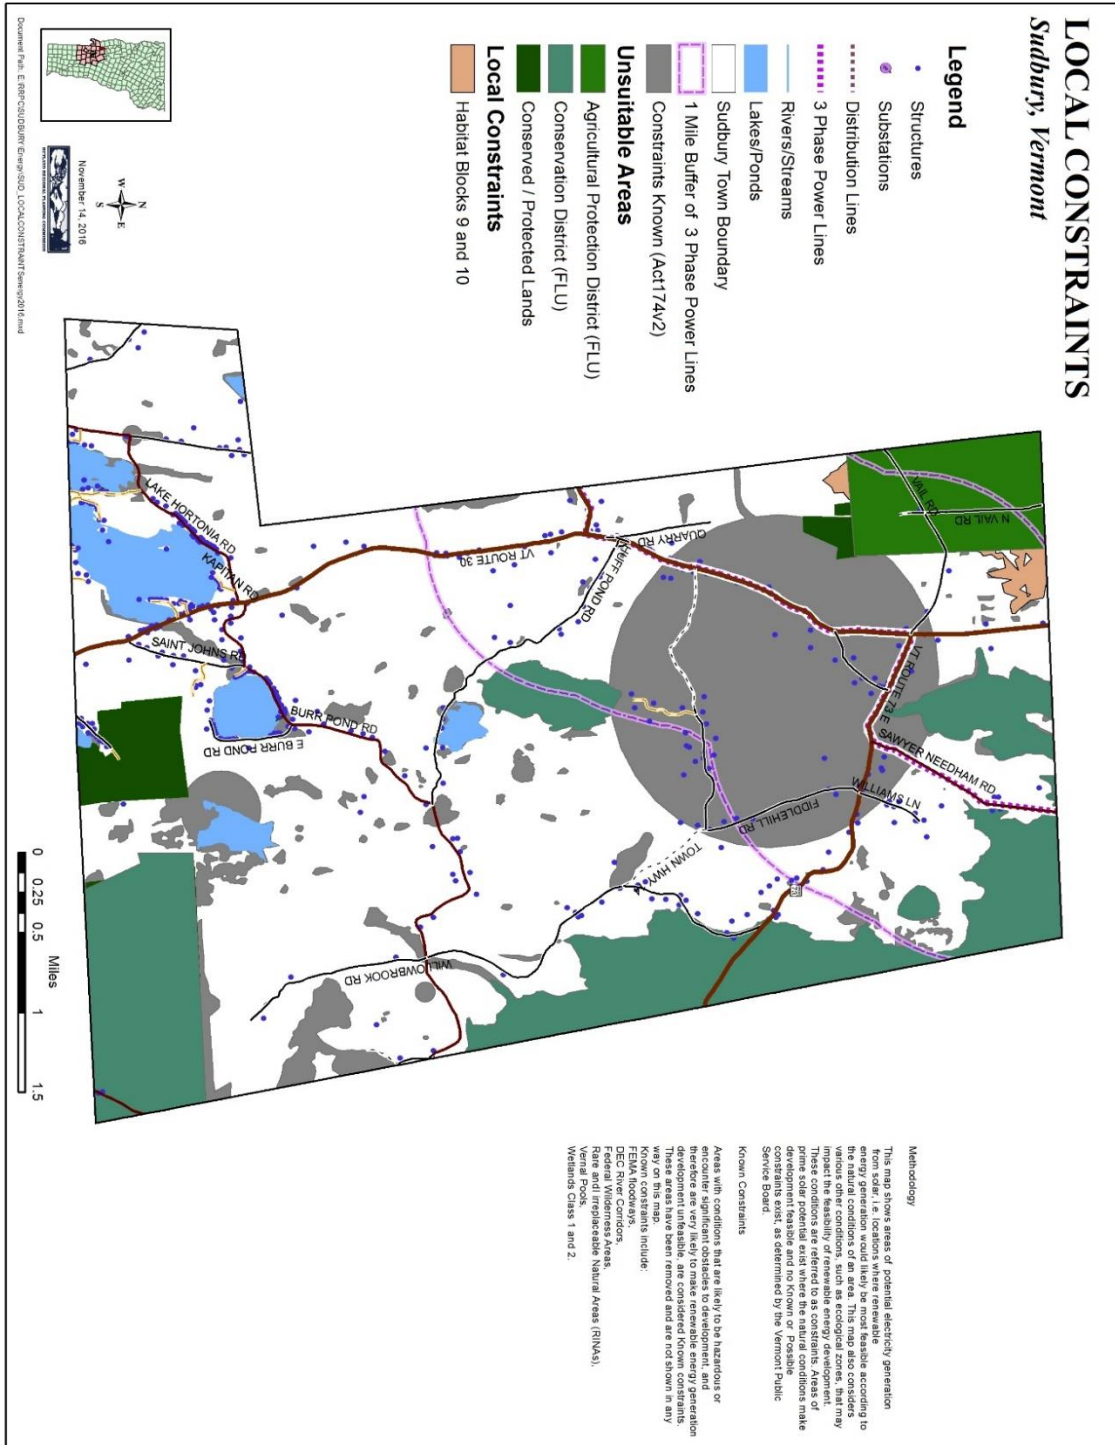 LOCAL CONSTRAINTS
Sudbury, Vermont
Legend
Structures
Substations
Distribution Lines
3 Phase Power Lines
Rivers/Streams
Lakes/Ponds
Sudbury Town Boundary
1 Mile Buffer of 3 Phase Power Lines
Constraints Known (Act174v2)
Unsuitable Areas
Agricultural Protection District (FLU)
Conservation District (FLU)
Conserved / Protected Lands
Local Constraints
Habitat Blocks 9 and 10
N
W
E
S
November 14, 2016
VAIL RD
N VAIL RD
QUARRY RD
HUFF POND RD
VT ROUTE 30
VT ROUTE 73 E
SAWYER NEEDHAM RD
WILLIAMS LN
FIDDLEHILL RD
TOWN HWY
LAKE HORTONIA RD
KAPITAN RD
SAINT JOHNS RD
BURR POND RD
E BURR POND RD
WILLOWBROOK RD
0 0.25 0.5 1 1.5
Miles
Methodology
This map shows areas of potential electricity generation
from solar, i.e. locations where renewable
energy generation would likely be most feasible according to
the natural conditions of an area. This map also considers
various other conditions, such as ecological zones, that may
impact the feasibility of renewable energy development.
These conditions are referred to as constraints. Areas of
prime solar potential exist where the natural conditions make
development feasible and no Known or Possible
constraints exist, as determined by the Vermont Public
Service Board.
Known Constraints
Areas with conditions that are likely to be hazardous or
encounter significant obstacles to development, and
therefore are very likely to make renewable energy generation
development unfeasible, are considered Known constraints.
These areas have been removed and are not shown in any
way on this map.
Known constraints include:
FEMA floodways,
DEC River Corridors,
Federal Wilderness Areas,
Rare and Irreplaceable Natural Areas (RINAs),
Vernal Pools,
Wetlands Class 1 and 2.